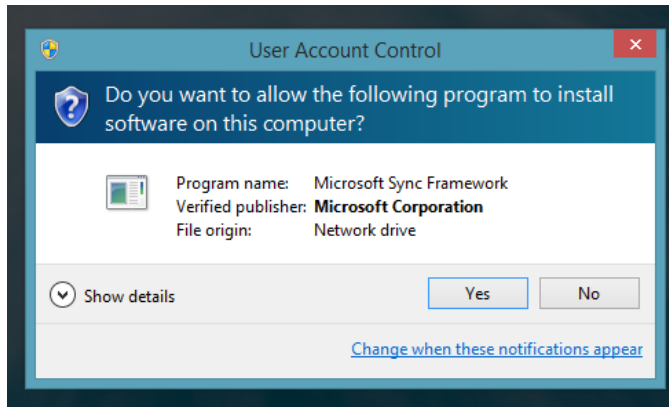 User Account Control
Do you want to allow the following program to install
software on this computer?
Program name: Microsoft Sync Framework
Verified publisher: Microsoft Corporation
File origin: Network drive
Show details
Yes
No
Change when these notifications appear